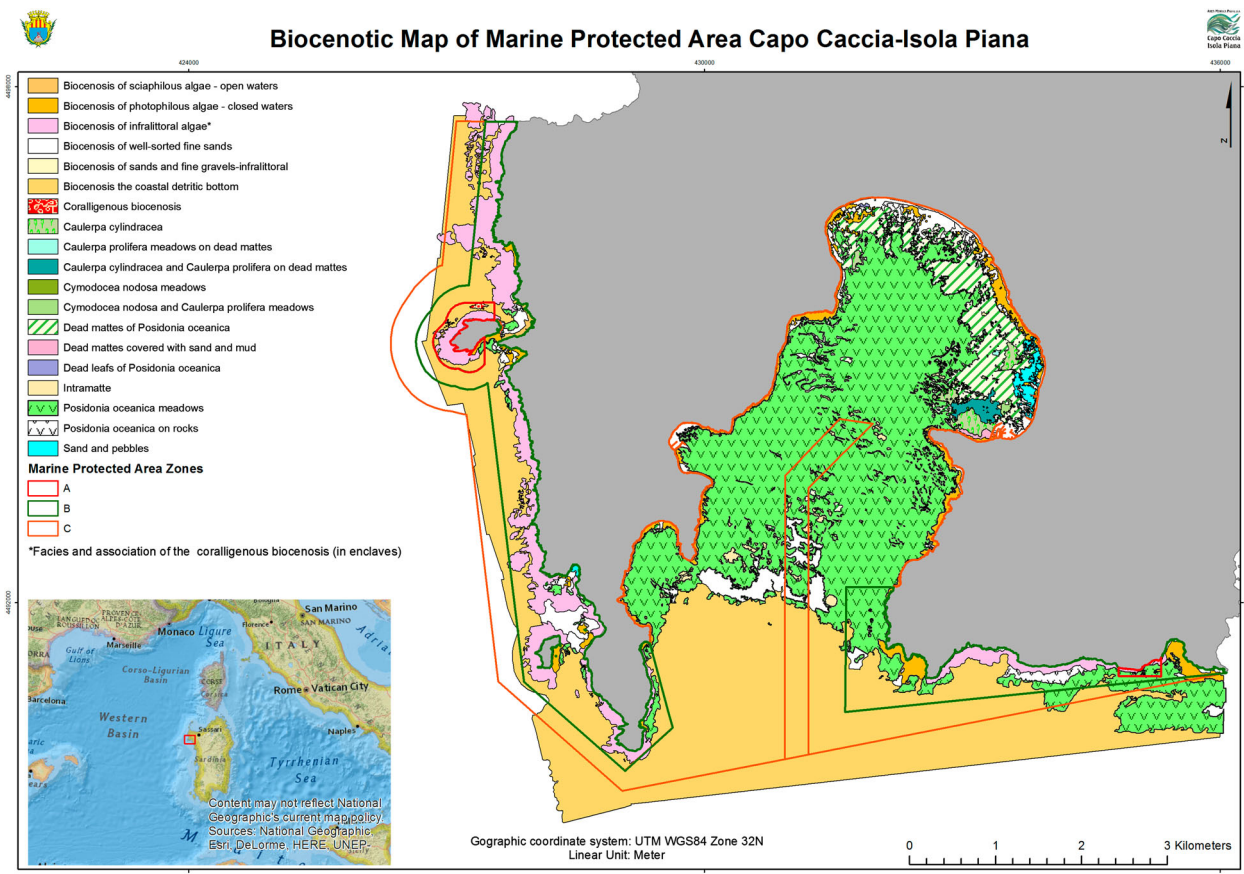 Biocenotic Map of Marine Protected Area Capo Caccia-Isola Piana
Capo Caccia
Isola Piana
424000
430000
436000
4498000
4492000
Biocenosis of sciaphilous algae - open waters
Biocenosis of photophilous algae - closed waters
Biocenosis of infralittoral algae*
Biocenosis of well-sorted fine sands
Biocenosis of sands and fine gravels-infralittoral
Biocenosis the coastal detritic bottom
Coralligenous biocenosis
Caulerpa cylindracea
Caulerpa prolifera meadows on dead mattes
Caulerpa cylindracea and Caulerpa prolifera on dead mattes
Cymodocea nodosa meadows
Cymodocea nodosa and Caulerpa prolifera meadows
Dead mattes of Posidonia oceanica
Dead mattes covered with sand and mud
Dead leafs of Posidonia oceanica
Intramatte
Posidonia oceanica meadows
Posidonia oceanica on rocks
Sand and pebbles
Marine Protected Area Zones
A
B
C
*Facies and association of the coralligenous biocenosis (in enclaves)
N
San Marino
SAN MARINO
Monaco
Ligure
Sea
Florence
ITALY
Marseille
Gulf of
Lions
Corso-Ligurian
Basin
CORSE
Corsica
Rome
Vatican City
Barcelona
Western
Basin
Naples
Sassari
Sardinia
Tyrrhenian
Sea
Content may not reflect National
Geographic's current map policy.
Sources: National Geographic,
Esri, DeLorme, HERE, UNEP-
Gographic coordinate system: UTM WGS84 Zone 32N
Linear Unit: Meter
0 1 2 3 Kilometers